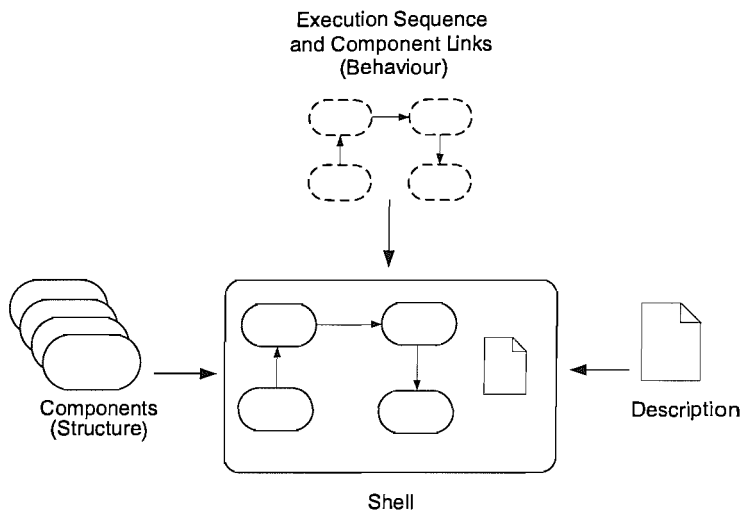 Execution Sequence
and Component Links
(Behaviour)
Components
(Structure)
Description
Shell